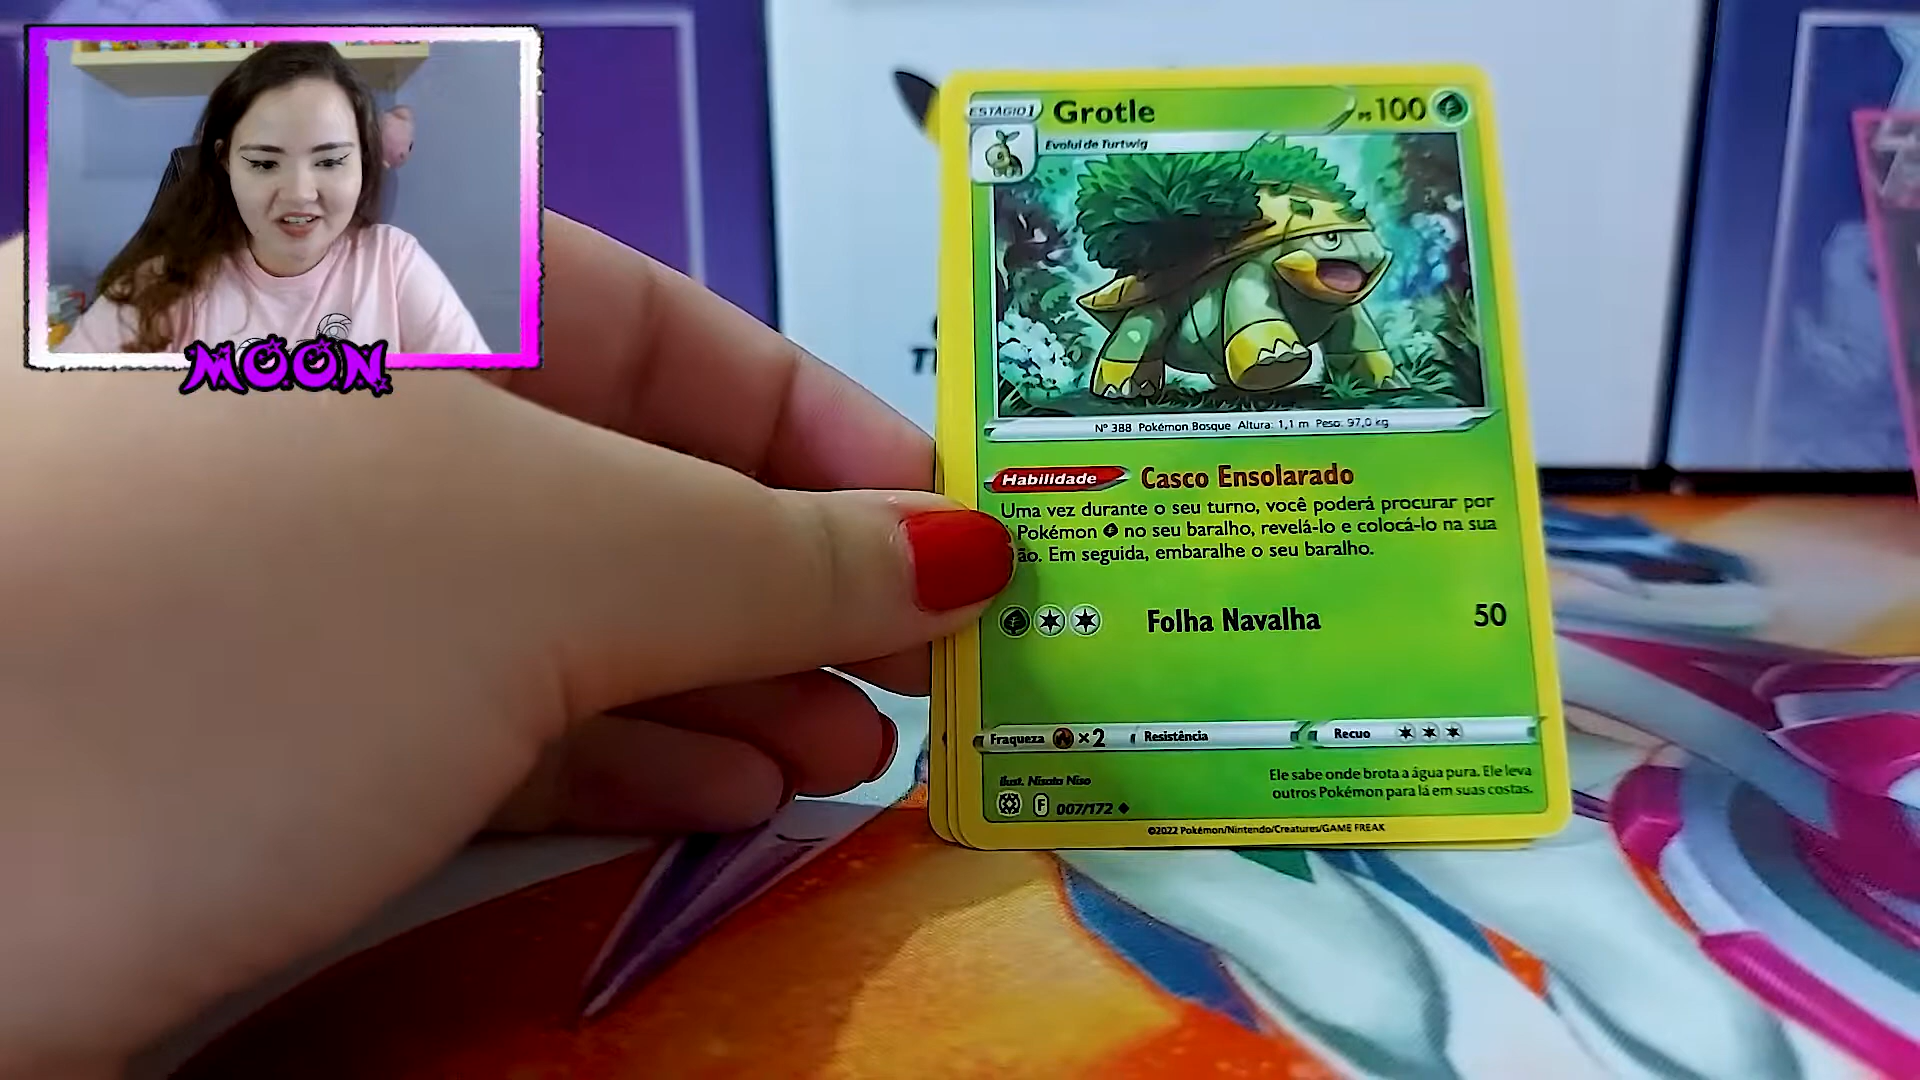 MOON
ESTÁGIO 1 Grotle PS 100
Evolui de Turtwig
Nº 388 Pokémon Bosque Altura: 1,1 m Peso: 97,0 kg
Habilidade Casco Ensolarado
Uma vez durante o seu turno, você poderá procurar por
Pokémon no seu baralho, revelá-lo e colocá-lo na sua
ão. Em seguida, embaralhe o seu baralho.
Folha Navalha 50
Fraqueza ×2 Resistência Recuo
Ilust. Nisota Niso
Ele sabe onde brota a água pura. Ele leva
outros Pokémon para lá em suas costas.
F 007/172
©2022 Pokémon/Nintendo/Creatures/GAME FREAK